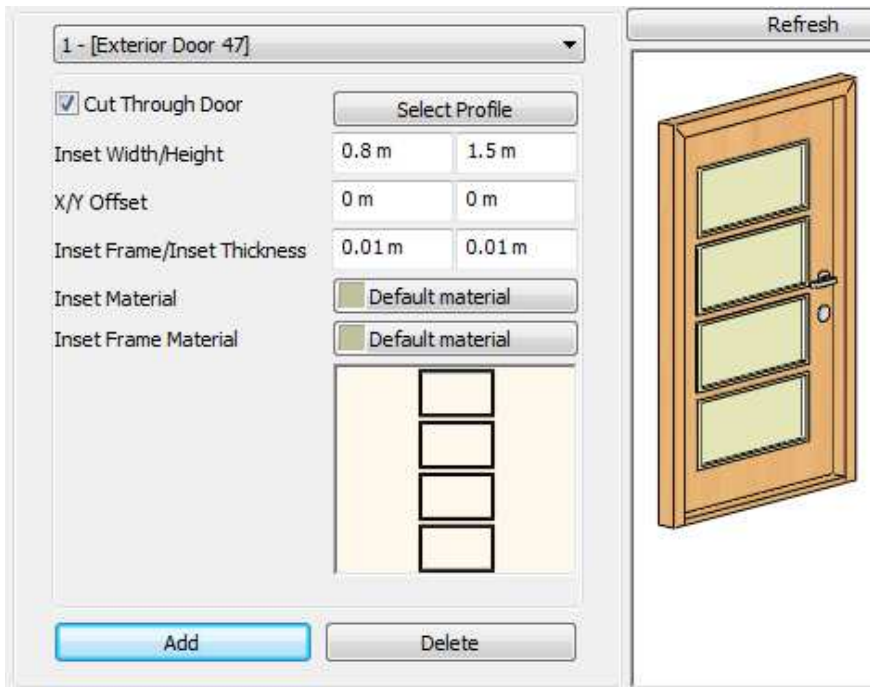 1 - [Exterior Door 47]
Refresh
Cut Through Door
Select Profile
Inset Width/Height
0.8 m
1.5 m
X/Y Offset
0 m
0 m
Inset Frame/Inset Thickness
0.01 m
0.01 m
Inset Material
Default material
Inset Frame Material
Default material
Add
Delete